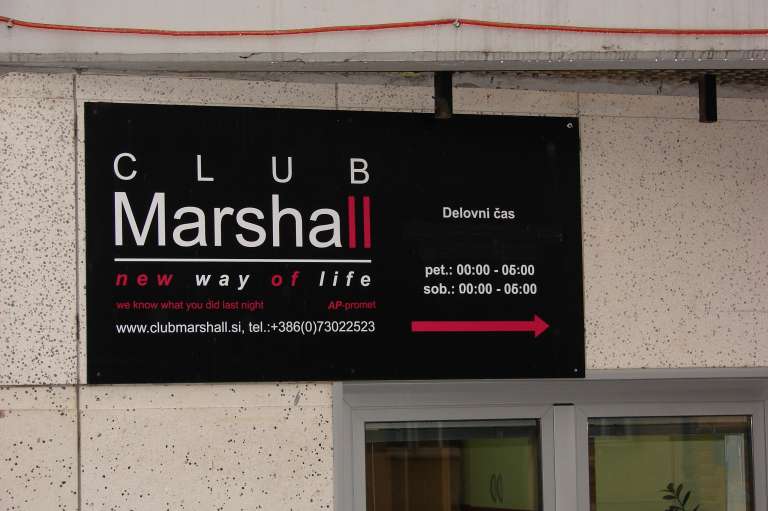 CLUB
Marshall
new way of life
we know what you did last night
AP-promet
www.clubmarshall.si, tel.:+386(0)73022523
Delovni čas
pet.: 00:00 - 06:00
sob.: 00:00 - 06:00